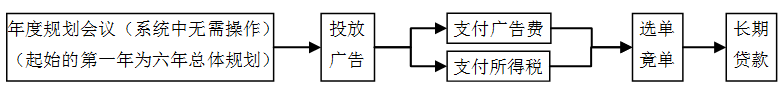 年度规划会议（系统中无需操作）
（起始的第一年为六年总体规划）
投放
广告
支付广告费
支付所得税
选单
竟单
长期
贷款